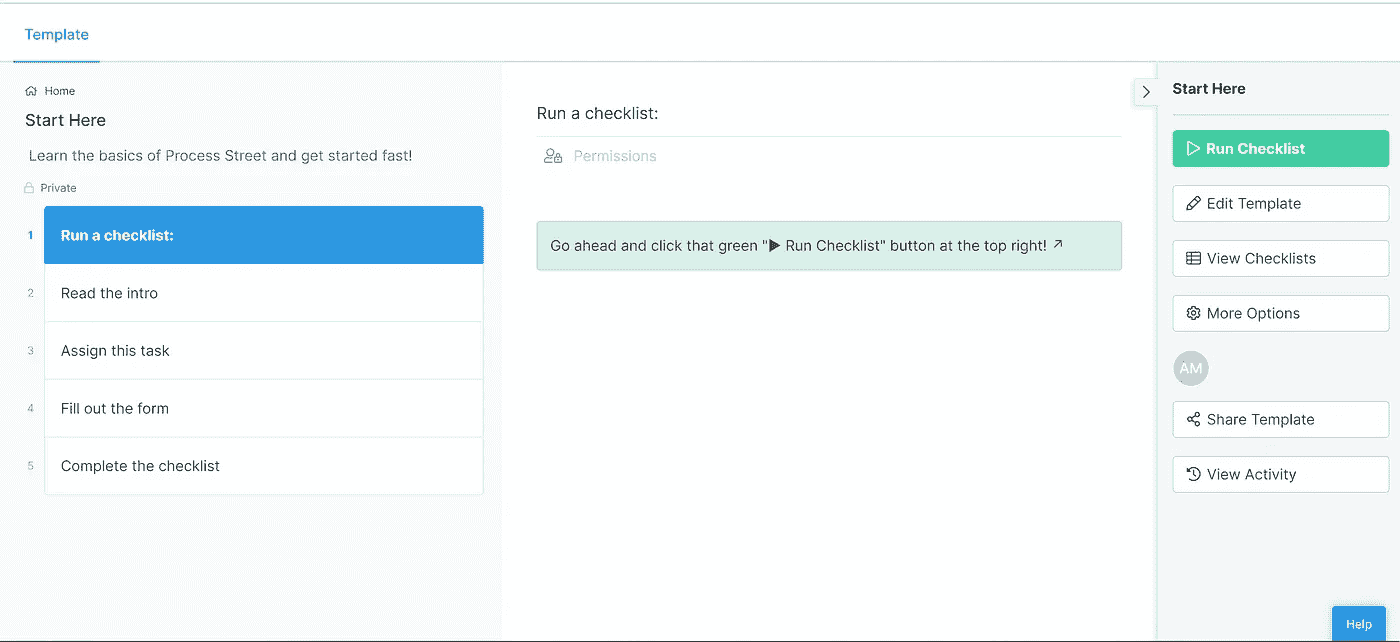 Template
Home
Start Here
Learn the basics of Process Street and get started fast!
Private
1 Run a checklist:
2 Read the intro
3 Assign this task
4 Fill out the form
5 Complete the checklist
Run a checklist:
Permissions
Go ahead and click that green "▶ Run Checklist" button at the top right! ↗
Start Here
Run Checklist
Edit Template
View Checklists
More Options
AM
Share Template
View Activity
Help